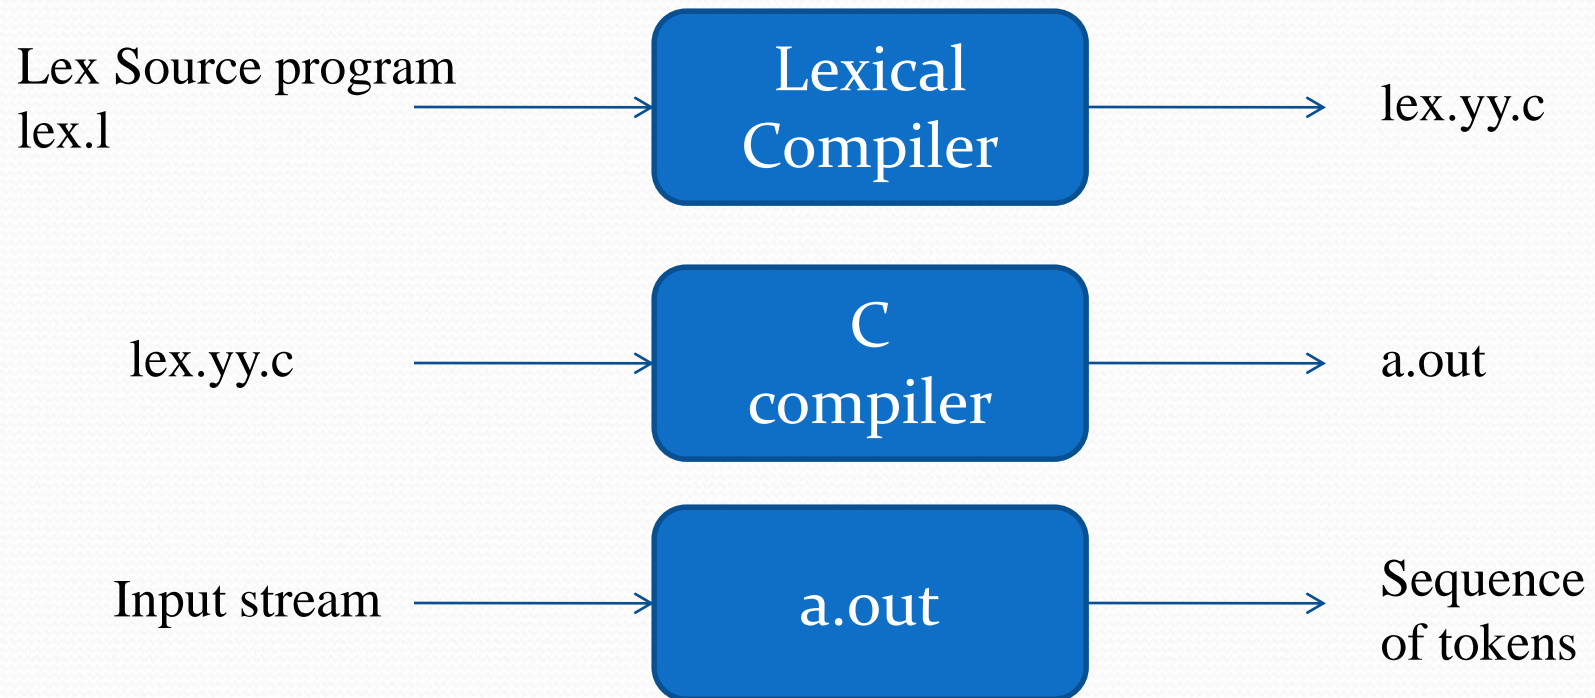 Lex Source program
lex.l
Lexical
Compiler
lex.yy.c
lex.yy.c
C
compiler
a.out
Input stream
a.out
Sequence
of tokens